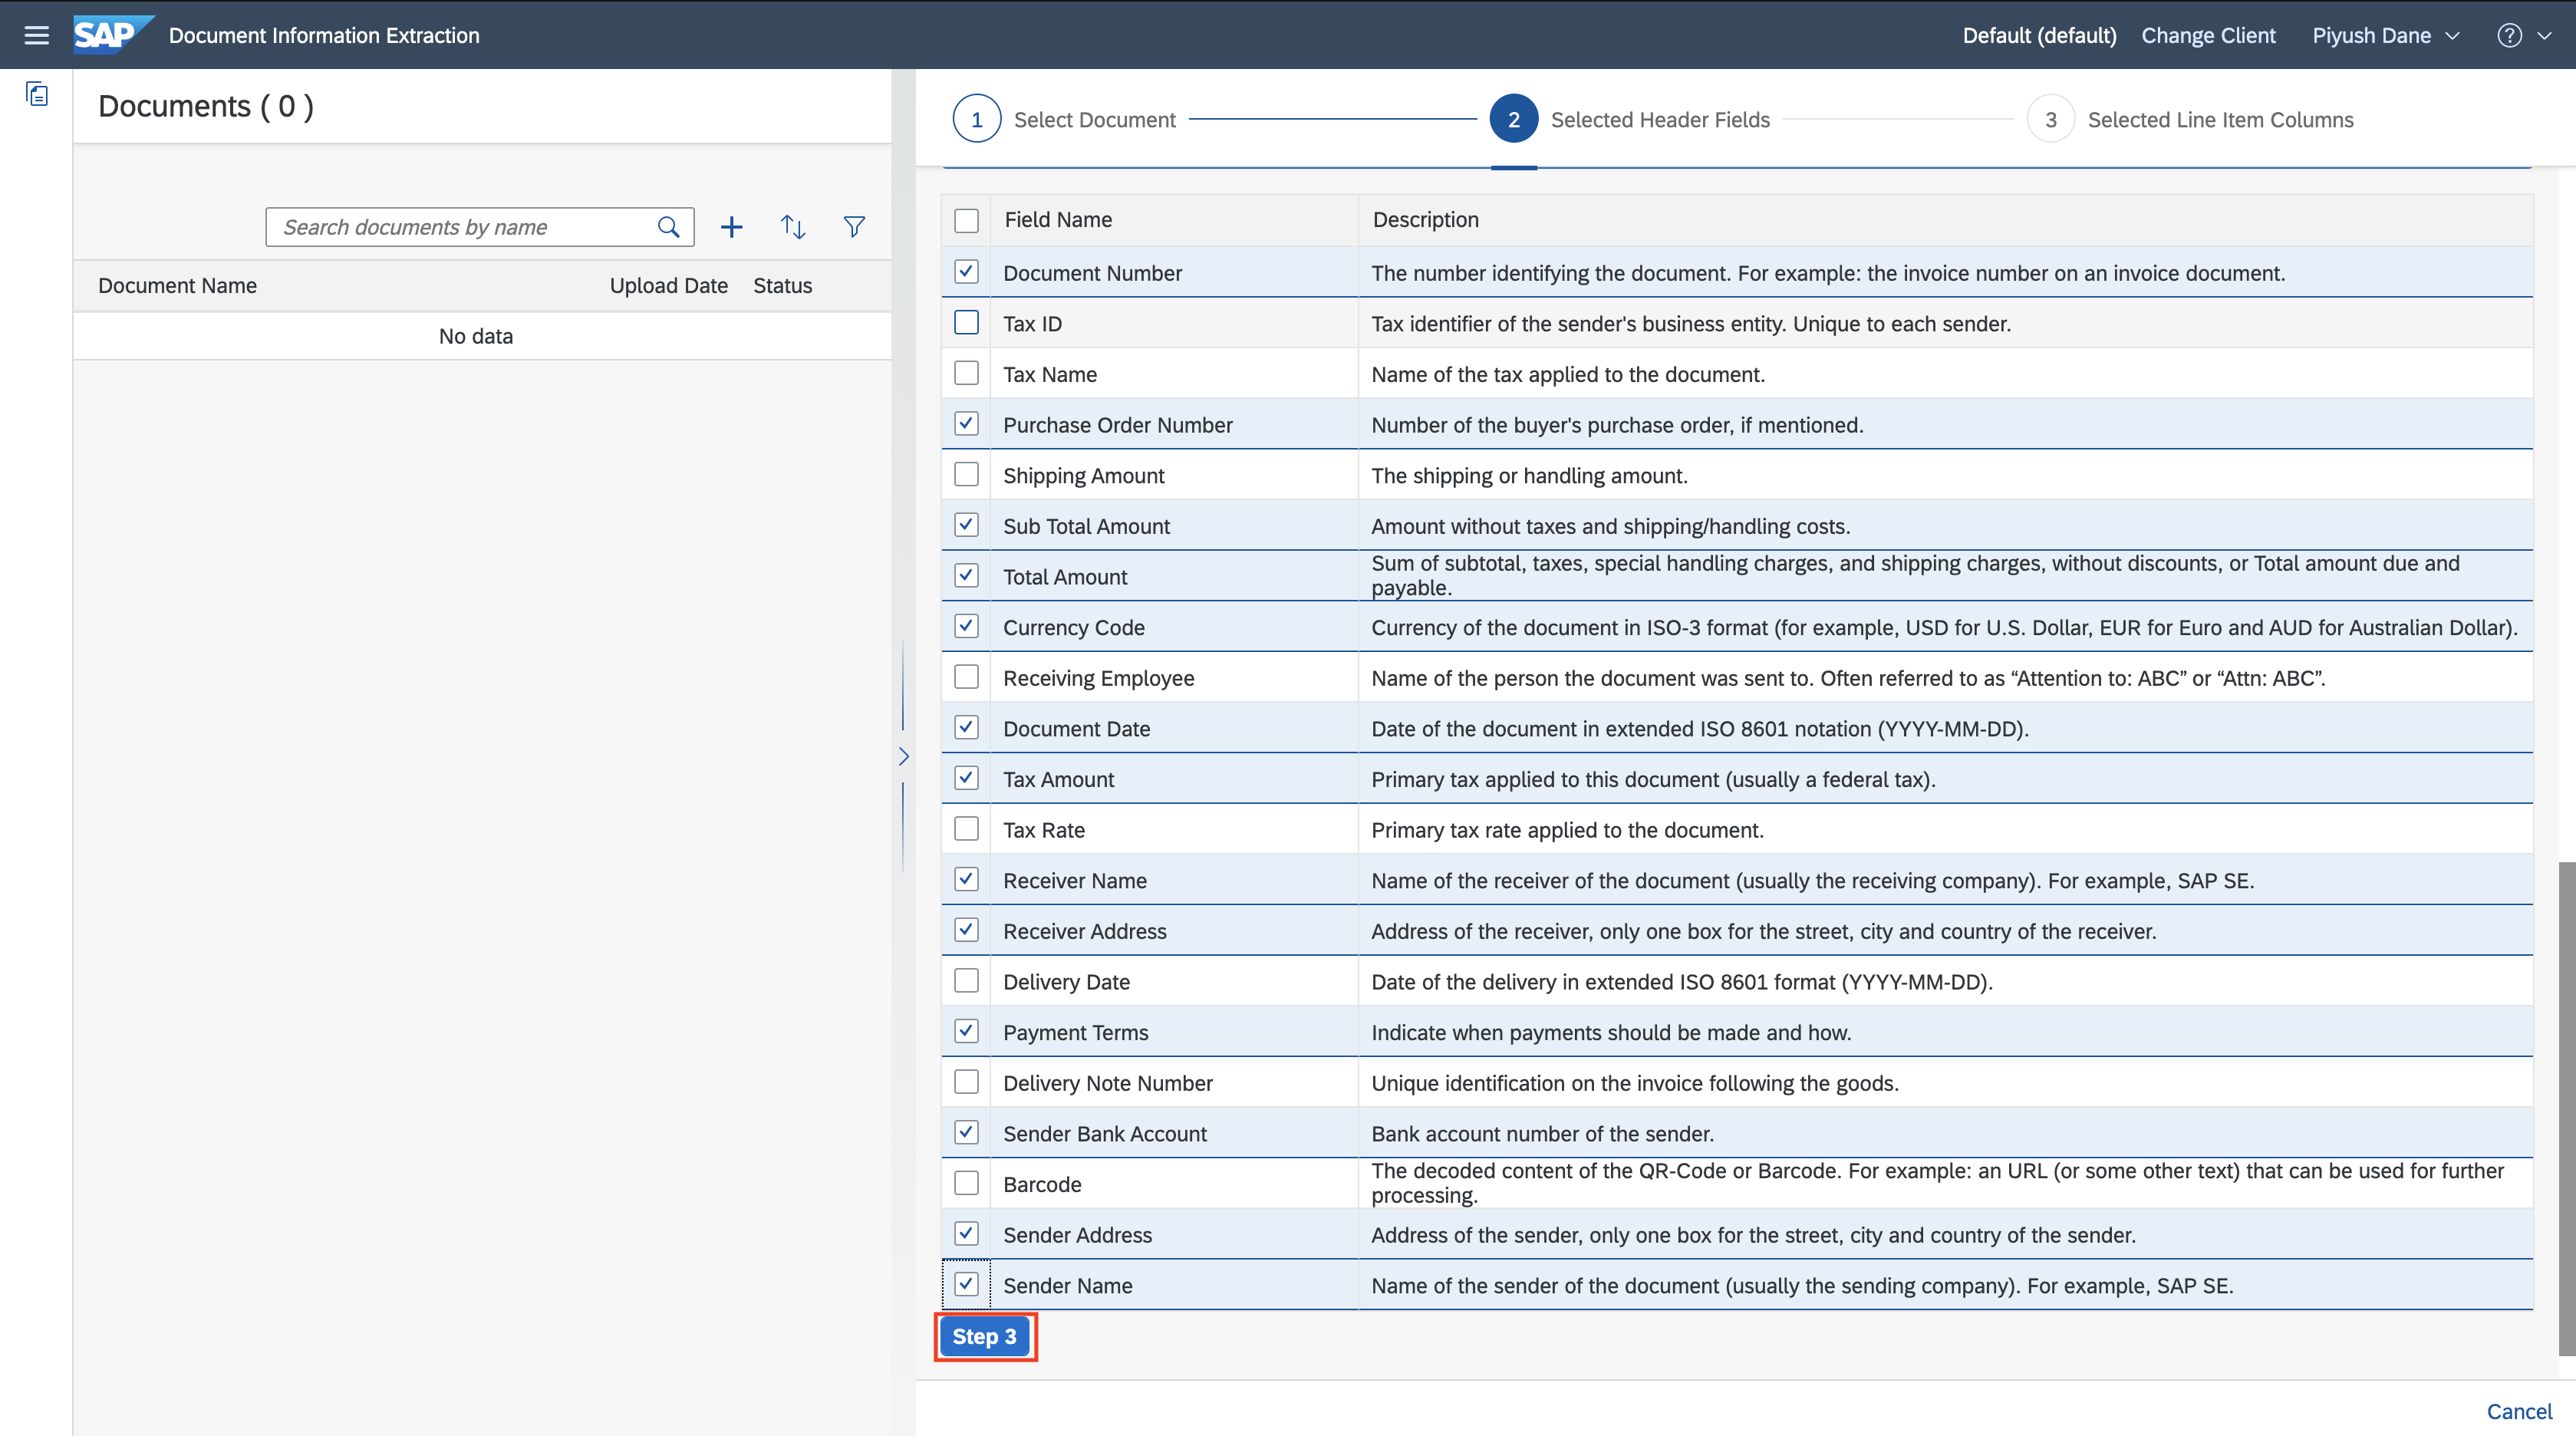 SAP Document Information Extraction Default (default) Change Client Piyush Dane
Documents ( 0 )
Search documents by name
Document Name Upload Date Status
No data
1 Select Document 2 Selected Header Fields 3 Selected Line Item Columns
Field Name Description
Document Number The number identifying the document. For example: the invoice number on an invoice document.
Tax ID Tax identifier of the sender's business entity. Unique to each sender.
Tax Name Name of the tax applied to the document.
Purchase Order Number Number of the buyer's purchase order, if mentioned.
Shipping Amount The shipping or handling amount.
Sub Total Amount Amount without taxes and shipping/handling costs.
Total Amount Sum of subtotal, taxes, special handling charges, and shipping charges, without discounts, or Total amount due and
payable.
Currency Code Currency of the document in ISO-3 format (for example, USD for U.S. Dollar, EUR for Euro and AUD for Australian Dollar).
Receiving Employee Name of the person the document was sent to. Often referred to as “Attention to: ABC” or “Attn: ABC”.
Document Date Date of the document in extended ISO 8601 notation (YYYY-MM-DD).
Tax Amount Primary tax applied to this document (usually a federal tax).
Tax Rate Primary tax rate applied to the document.
Receiver Name Name of the receiver of the document (usually the receiving company). For example, SAP SE.
Receiver Address Address of the receiver, only one box for the street, city and country of the receiver.
Delivery Date Date of the delivery in extended ISO 8601 format (YYYY-MM-DD).
Payment Terms Indicate when payments should be made and how.
Delivery Note Number Unique identification on the invoice following the goods.
Sender Bank Account Bank account number of the sender.
Barcode The decoded content of the QR-Code or Barcode. For example: an URL (or some other text) that can be used for further
processing.
Sender Address Address of the sender, only one box for the street, city and country of the sender.
Sender Name Name of the sender of the document (usually the sending company). For example, SAP SE.
Step 3
Cancel